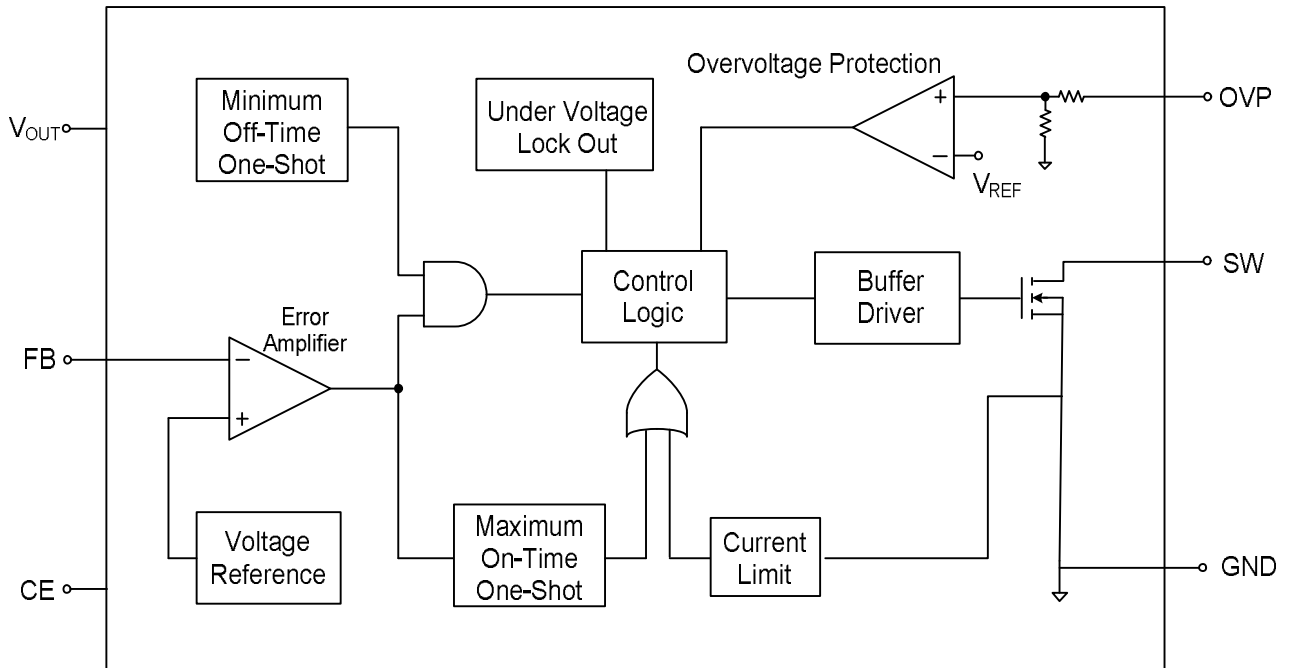 Overvoltage Protection
Minimum
Off-Time
One-Shot
Under Voltage
Lock Out
+
OVP
VOUT
−
VREF
SW
Control
Logic
Buffer
Driver
Error
Amplifier
FB
−
+
Voltage
Reference
Maximum
On-Time
One-Shot
Current
Limit
GND
CE